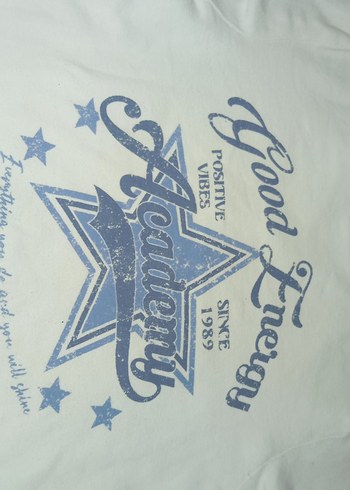 Good Energy
POSITIVE
VIBES
SINCE
1989
Academy
Everything you do and you will shine